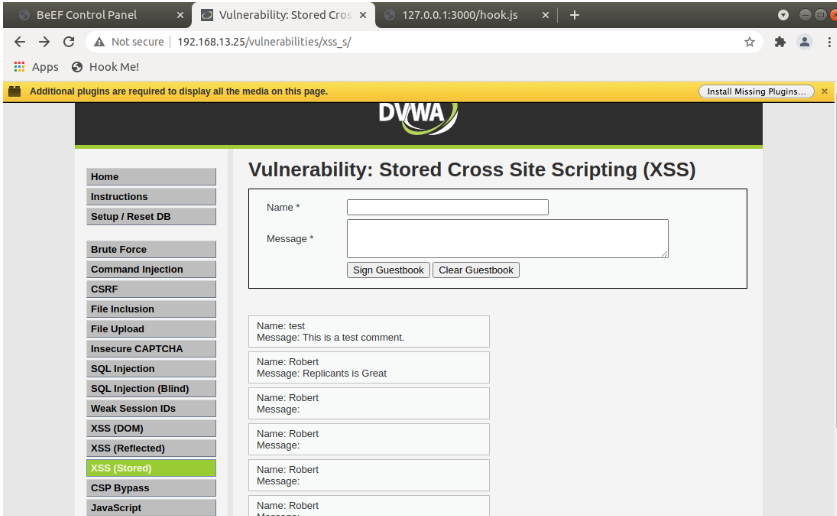 BeEF Control Panel
Vulnerability: Stored Cros
127.0.0.1:3000/hook.js
Not secure
192.168.13.25/vulnerabilities/xss_s/
Apps
Hook Me!
Additional plugins are required to display all the media on this page.
Install Missing Plugins...
DVWA
Home
Instructions
Setup / Reset DB
Brute Force
Command Injection
CSRF
File Inclusion
File Upload
Insecure CAPTCHA
SQL Injection
SQL Injection (Blind)
Weak Session IDs
XSS (DOM)
XSS (Reflected)
XSS (Stored)
CSP Bypass
JavaScript
Vulnerability: Stored Cross Site Scripting (XSS)
Name *
Message *
Sign Guestbook
Clear Guestbook
Name: test
Message: This is a test comment.
Name: Robert
Message: Replicants is Great
Name: Robert
Message:
Name: Robert
Message:
Name: Robert
Message:
Name: Robert
Message: